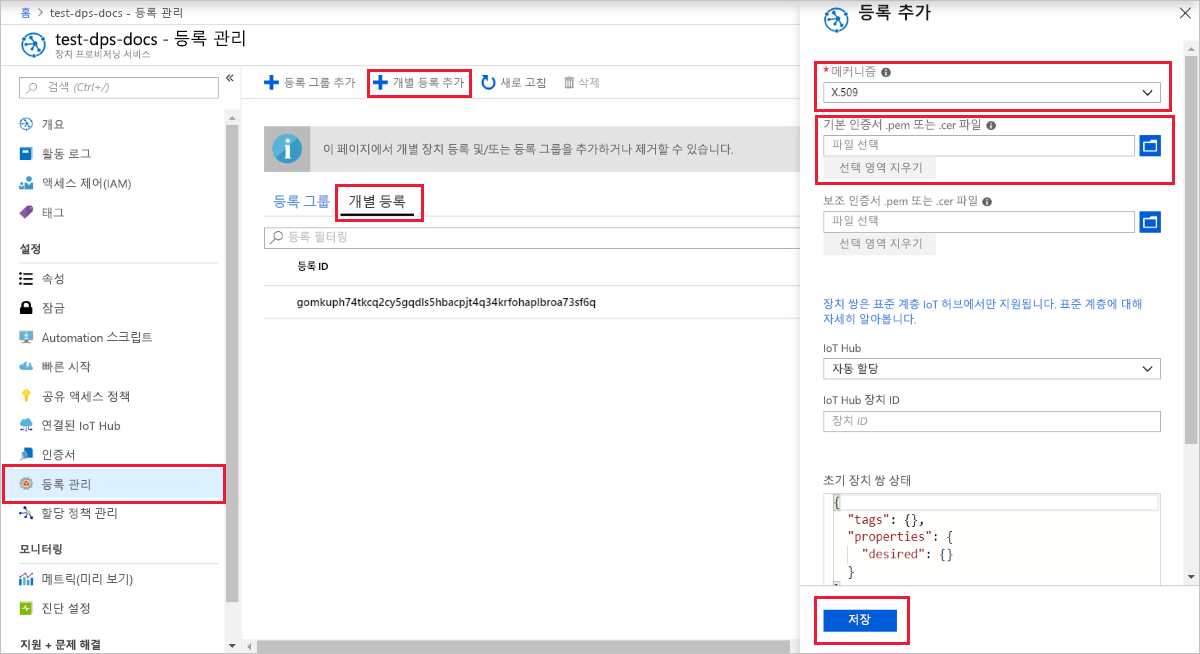 홈 > test-dps-docs - 등록 관리
test-dps-docs - 등록 관리
장치 프로비저닝 서비스
검색 (Ctrl+/)
개요
활동 로그
액세스 제어(IAM)
태그
설정
속성
잠금
Automation 스크립트
빠른 시작
공유 액세스 정책
연결된 IoT Hub
인증서
등록 관리
할당 정책 관리
모니터링
메트릭(미리 보기)
진단 설정
지원 + 문제 해결
등록 그룹 추가 개별 등록 추가 새로 고침 삭제
이 페이지에서 개별 장치 등록 및/또는 등록 그룹을 추가하거나 제거할 수 있습니다.
등록 그룹 개별 등록
등록 필터링
등록 ID
gomkuph74tkcq2cy5gqdls5hbacpjt4q34krfohaplbroa73sf6q
등록 추가
* 메커니즘
X.509
기본 인증서 .pem 또는 .cer 파일
파일 선택
선택 영역 지우기
보조 인증서 .pem 또는 .cer 파일
파일 선택
선택 영역 지우기
장치 쌍은 표준 계층 IoT 허브에서만 지원됩니다. 표준 계층에 대해
자세히 알아봅니다.
IoT Hub
자동 할당
IoT Hub 장치 ID
장치 ID
초기 장치 쌍 상태
{
"tags": {},
"properties": {
"desired": {}
}
저장